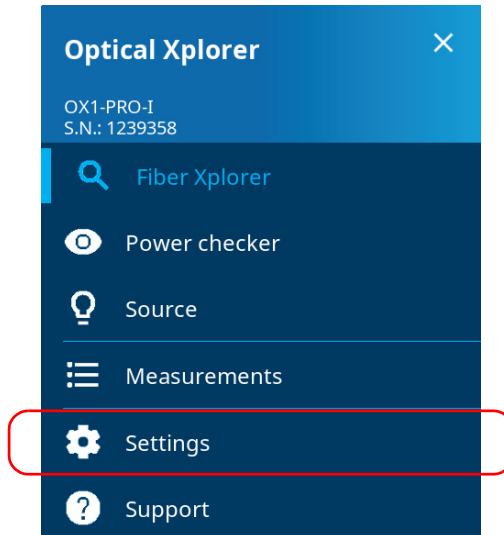 Optical Xplorer
OX1-PRO-I
S.N.: 1239358
Fiber Xplorer
Power checker
Source
Measurements
Settings
Support